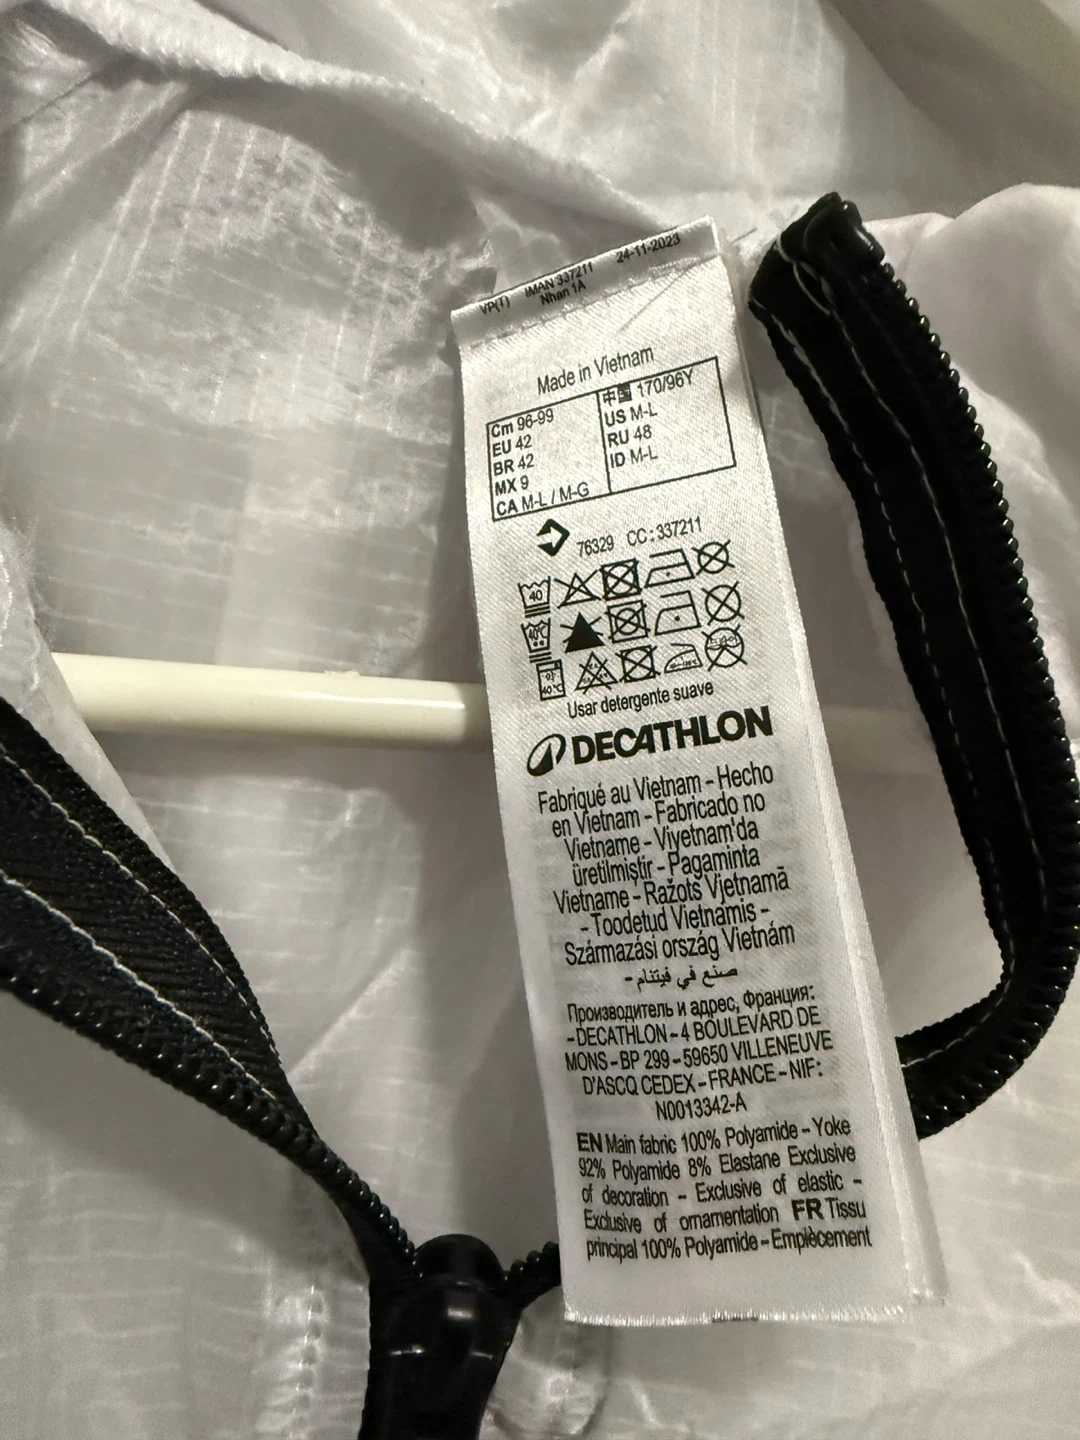 VP(T) IMAN 337211 24-11-2023
Nhan 1A
Made in Vietnam
Cm 96-99
EU 42
BR 42
MX 9
CA M-L / M-G
中国 170/96Y
US M-L
RU 48
ID M-L
76329 CC:337211
40
40°C
Usar detergente suave
DECATHLON
Fabriqué au Vietnam - Hecho
en Vietnam - Fabricado no
Vietname - Viyetnam'da
üretilmiştir - Pagaminta
Vietname - Ražots Vjetnamā
- Toodetud Vietnamis -
Származási ország Vietnám
صنع في فيتنام -
Производитель и адрес, Франция:
-DECATHLON - 4 BOULEVARD DE
MONS - BP 299 - 59650 VILLENEUVE
D'ASCQ CEDEX - FRANCE - NIF:
N0013342-A
EN Main fabric 100% Polyamide - Yoke
92% Polyamide 8% Elastane Exclusive
of decoration - Exclusive of elastic -
Exclusive of ornamentation FR Tissu
principal 100% Polyamide - Empiècement